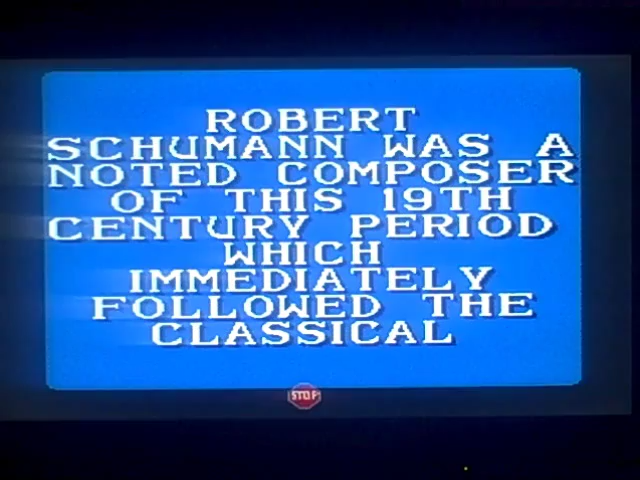 ROBERT
SCHUMANN WAS A
NOTED COMPOSER
OF THIS 19TH
CENTURY PERIOD
WHICH
IMMEDIATELY
FOLLOWED THE
CLASSICAL
STOP